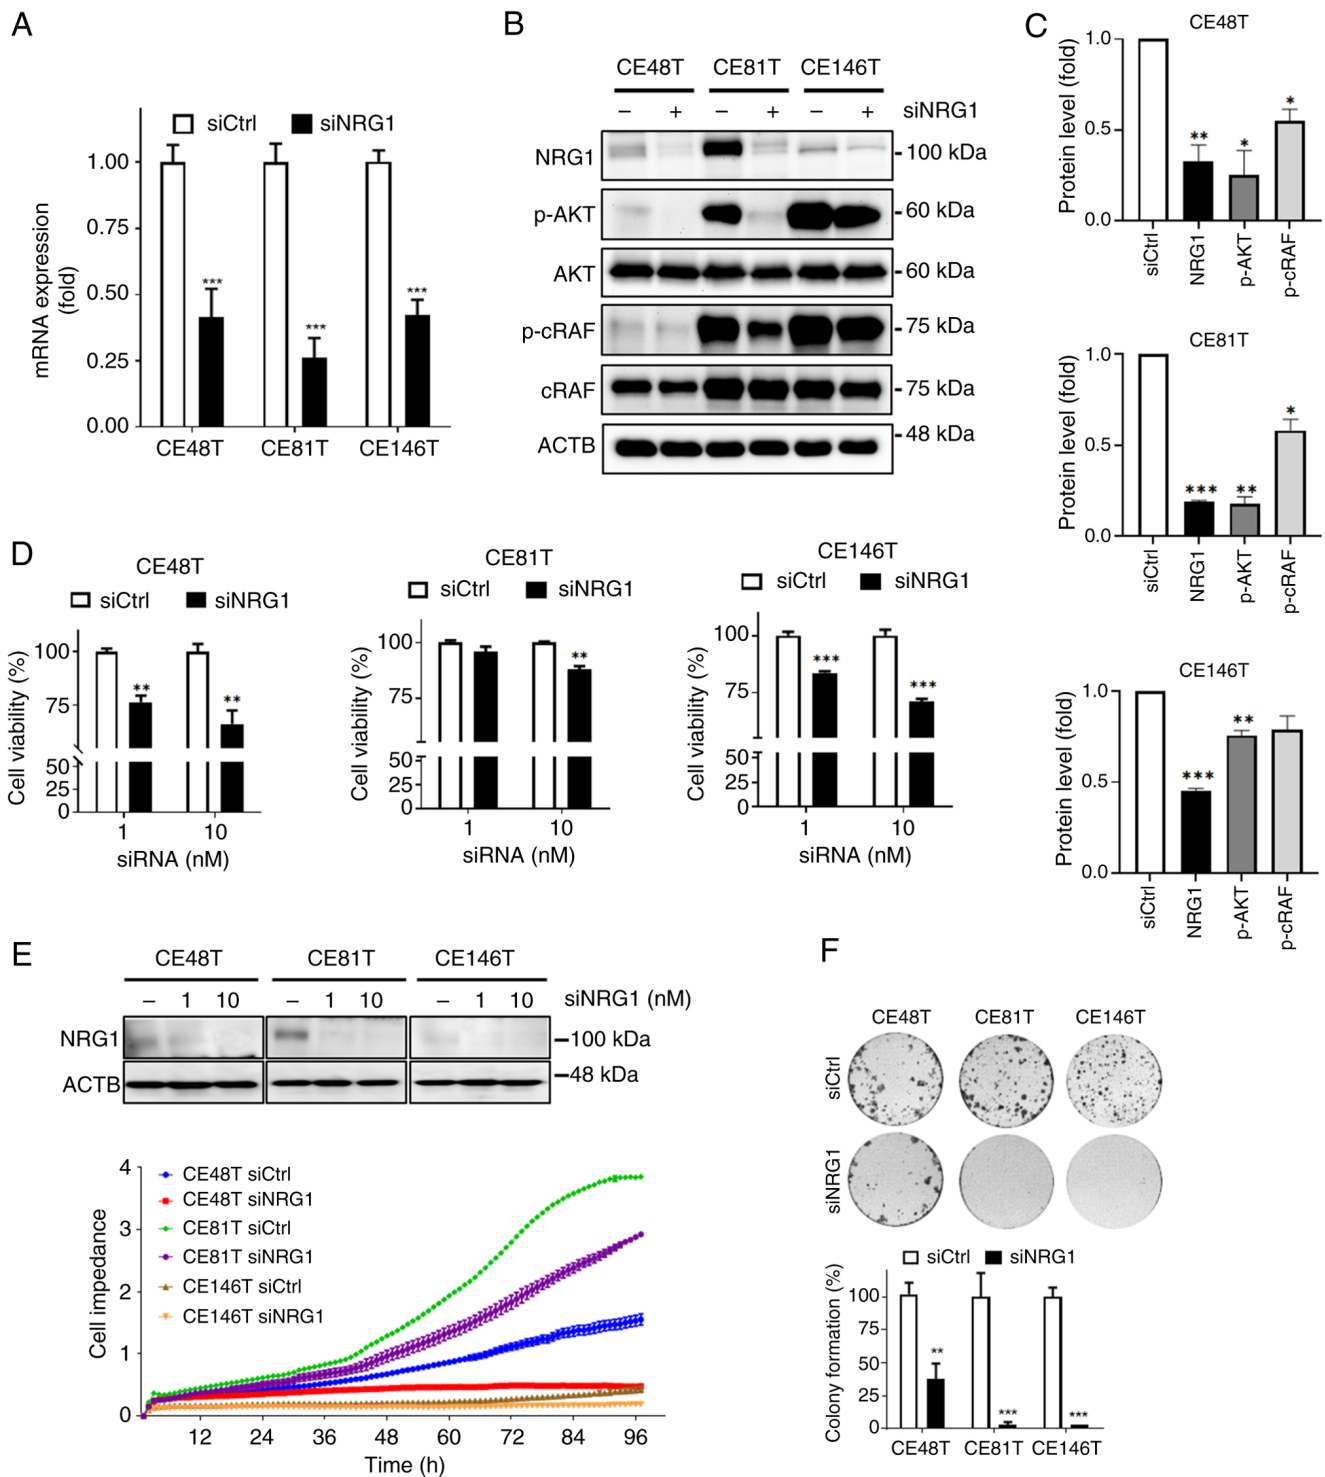 A
siCtrl siNRG1
mRNA expression
(fold)
1.00
0.75
0.50
0.25
0.00
***
***
***
CE48T CE81T CE146T
B
CE48T CE81T CE146T
– + – + – + siNRG1
NRG1 100 kDa
p-AKT 60 kDa
AKT 60 kDa
p-cRAF 75 kDa
cRAF 75 kDa
ACTB 48 kDa
C
CE48T
Protein level (fold)
1.0
0.5
0.0
** * *
siCtrl NRG1 p-AKT p-cRAF
CE81T
Protein level (fold)
1.0
0.5
0.0
*** ** *
siCtrl NRG1 p-AKT p-cRAF
CE146T
Protein level (fold)
1.0
0.5
0.0
*** **
siCtrl NRG1 p-AKT p-cRAF
D
CE48T
siCtrl siNRG1
Cell viability (%)
100
75
50
25
0
** **
1 10
siRNA (nM)
CE81T
siCtrl siNRG1
Cell viability (%)
100
75
50
25
0
**
1 10
siRNA (nM)
CE146T
siCtrl siNRG1
Cell viability (%)
100
75
50
25
0
*** ***
1 10
siRNA (nM)
E
CE48T CE81T CE146T
– 1 10 – 1 10 – 1 10 siNRG1 (nM)
NRG1 100 kDa
ACTB 48 kDa
Cell impedance
4
3
2
1
0
CE48T siCtrl
CE48T siNRG1
CE81T siCtrl
CE81T siNRG1
CE146T siCtrl
CE146T siNRG1
12 24 36 48 60 72 84 96
Time (h)
F
CE48T CE81T CE146T
siCtrl
siNRG1
siCtrl siNRG1
Colony formation (%)
100
75
50
25
0
** *** ***
CE48T CE81T CE146T